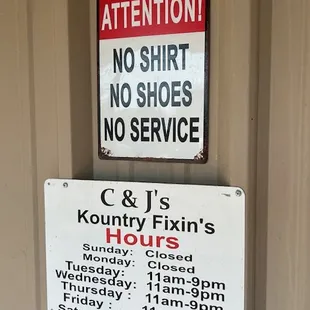 ATTENTION!
NO SHIRT
NO SHOES
NO SERVICE
C & J's
Kountry Fixin's
Hours
Sunday: Closed
Monday: Closed
Tuesday: 11am-9pm
Wednesday: 11am-9pm
Thursday : 11am-9pm
Friday : 11am-9pm